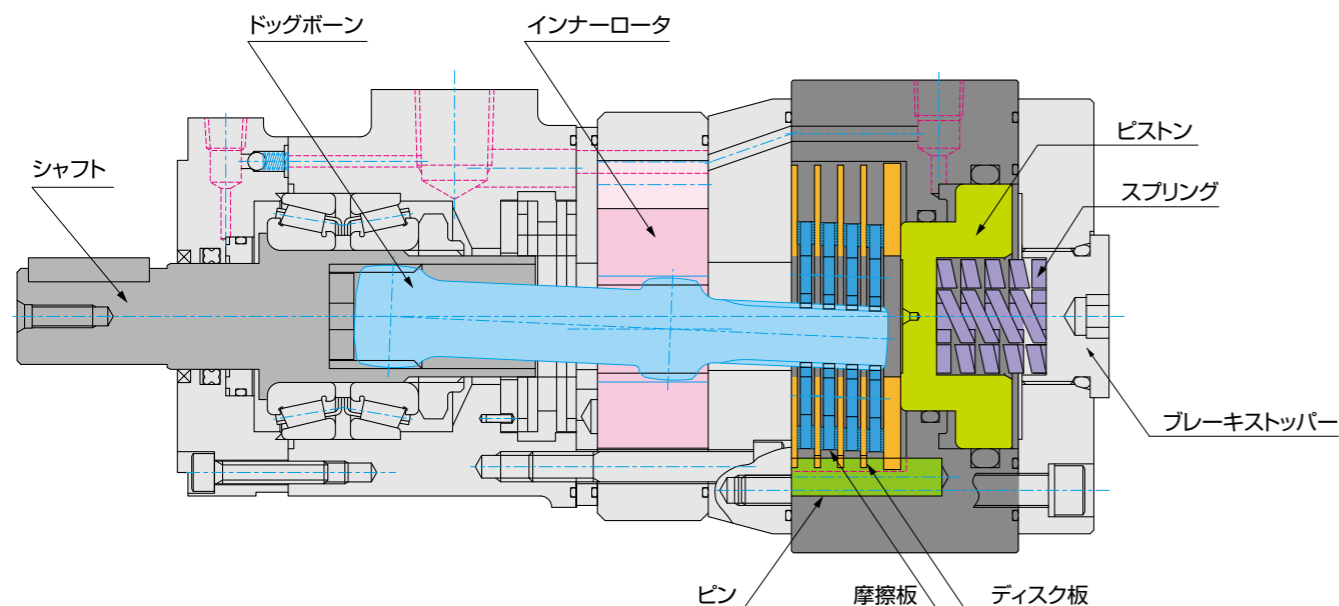 ドッグボーン
インナーロータ
ピストン
シャフト
スプリング
ブレーキストッパー
ピン
摩擦板
ディスク板